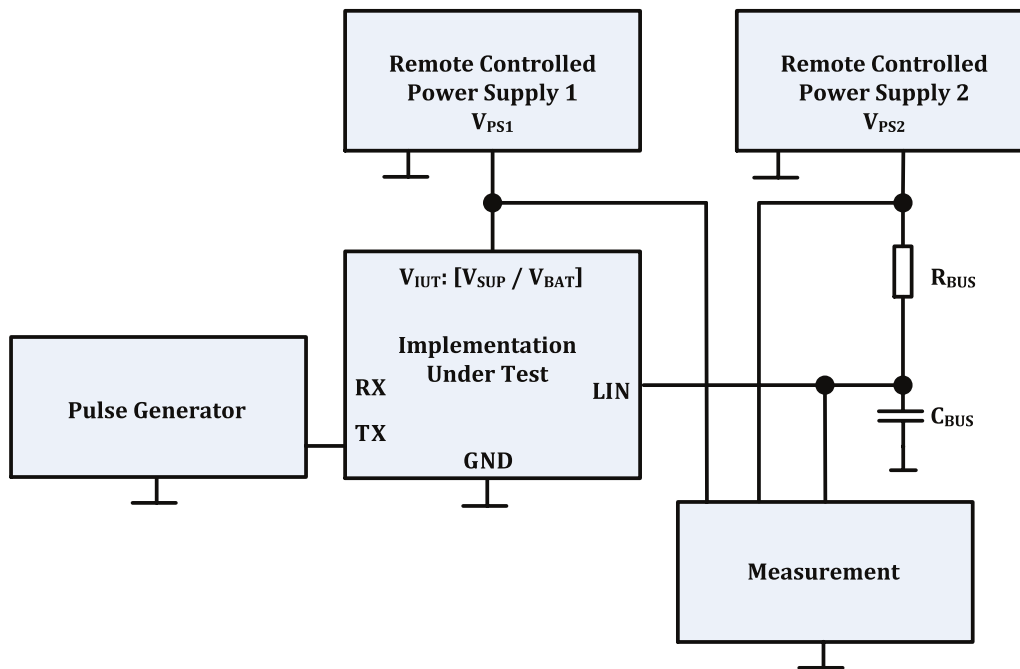 Remote Controlled
Power Supply 1
VPS1
Remote Controlled
Power Supply 2
VPS2
VIUT: [VSUP / VBAT]
Implementation
Under Test
RX
TX
LIN
GND
Pulse Generator
RBUS
CBUS
Measurement